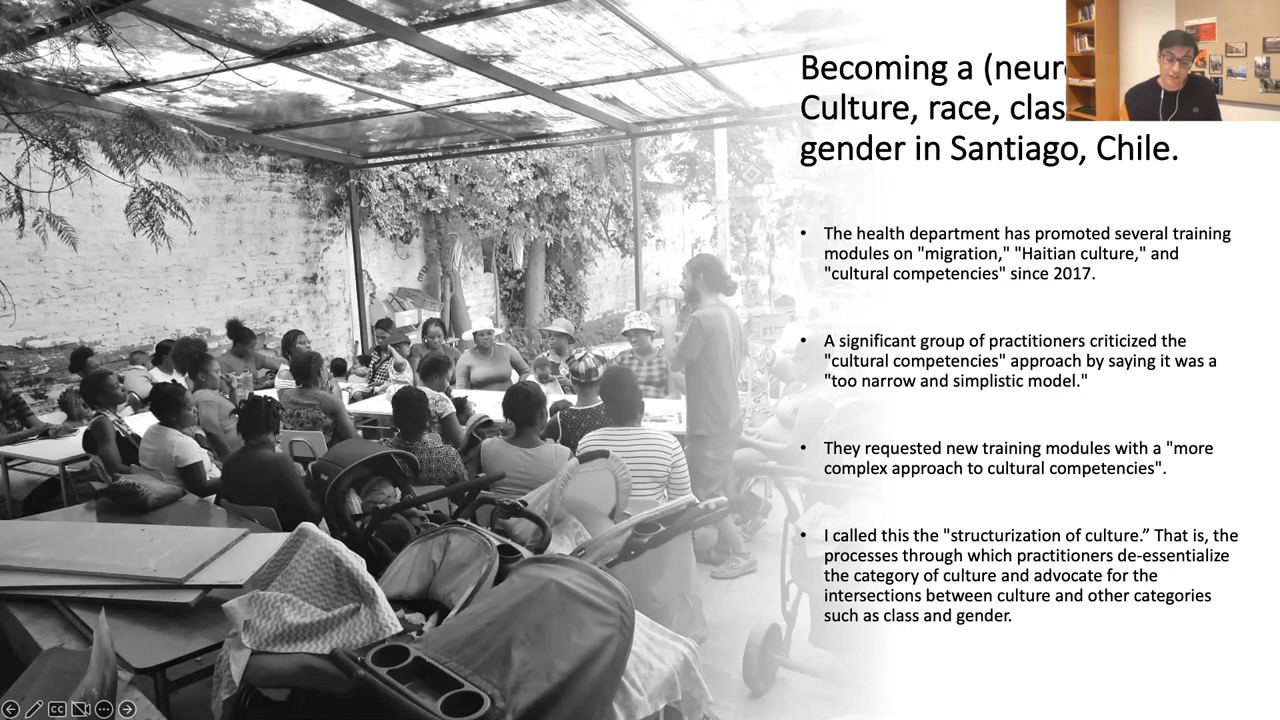 Becoming a (neur
Culture, race, clas
gender in Santiago, Chile.
• The health department has promoted several training
modules on "migration," "Haitian culture," and
"cultural competencies" since 2017.
• A significant group of practitioners criticized the
"cultural competencies" approach by saying it was a
"too narrow and simplistic model."
• They requested new training modules with a "more
complex approach to cultural competencies".
• I called this the "structurization of culture.” That is, the
processes through which practitioners de-essentialize
the category of culture and advocate for the
intersections between culture and other categories
such as class and gender.
CC